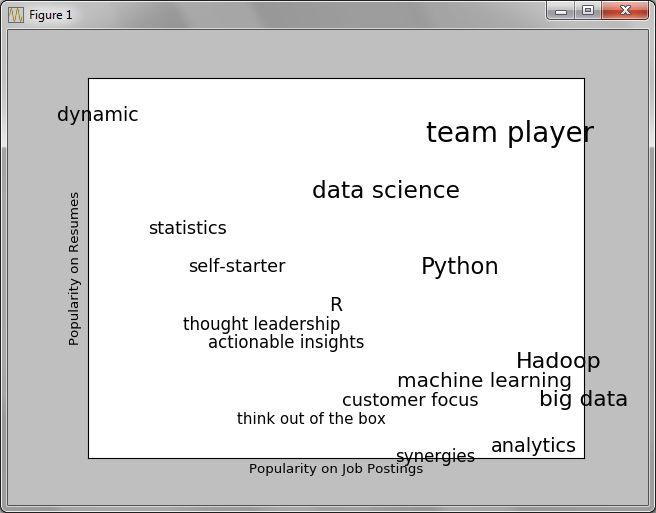 Figure 1
dynamic
team player
data science
statistics
self-starter
Python
R
thought leadership
actionable insights
Hadoop
machine learning
customer focus
big data
think out of the box
analytics
synergies
Popularity on Resumes
Popularity on Job Postings